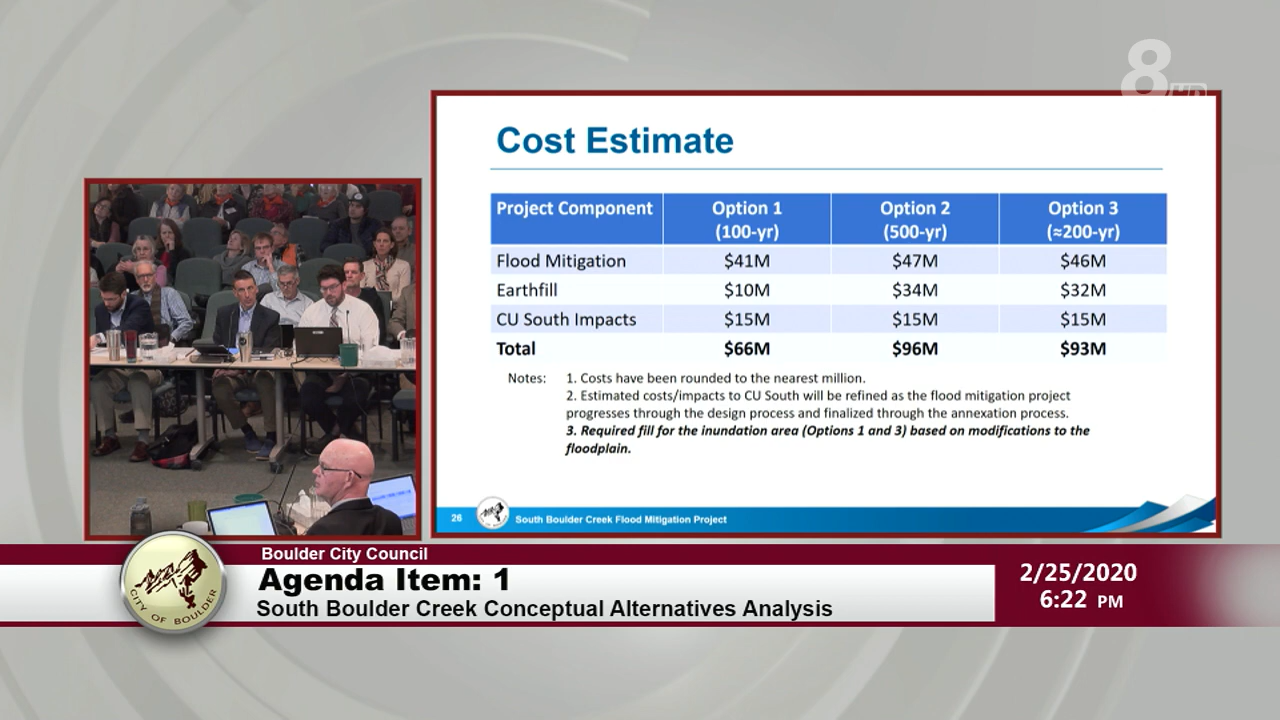 8
HD
Cost Estimate
Project Component Option 1 (100-yr) Option 2 (500-yr) Option 3 (≈200-yr)
Flood Mitigation $41M $47M $46M
Earthfill $10M $34M $32M
CU South Impacts $15M $15M $15M
Total $66M $96M $93M
Notes: 1. Costs have been rounded to the nearest million.
2. Estimated costs/impacts to CU South will be refined as the flood mitigation project
progresses through the design process and finalized through the annexation process.
3. Required fill for the inundation area (Options 1 and 3) based on modifications to the
floodplain.
26 South Boulder Creek Flood Mitigation Project
Boulder City Council
Agenda Item: 1
South Boulder Creek Conceptual Alternatives Analysis
CITY OF BOULDER
2/25/2020
6:22 PM